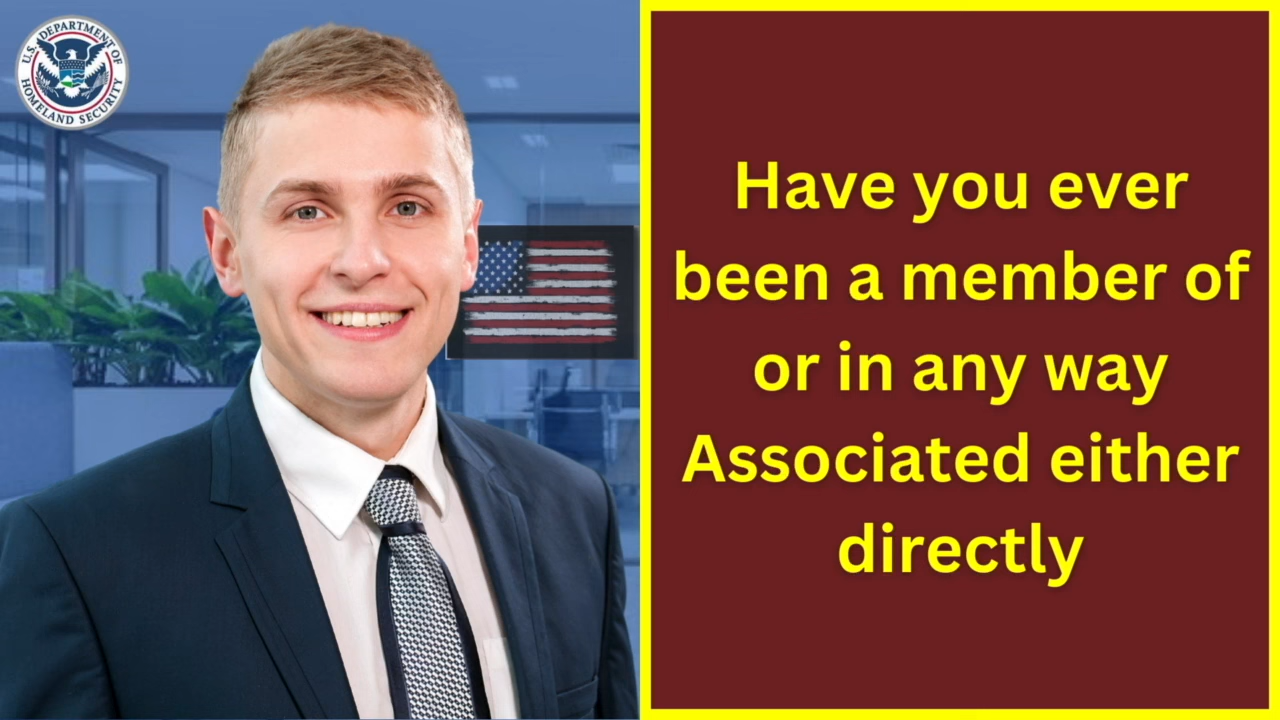 U.S. DEPARTMENT OF
HOMELAND SECURITY
Have you ever
been a member of
or in any way
Associated either
directly